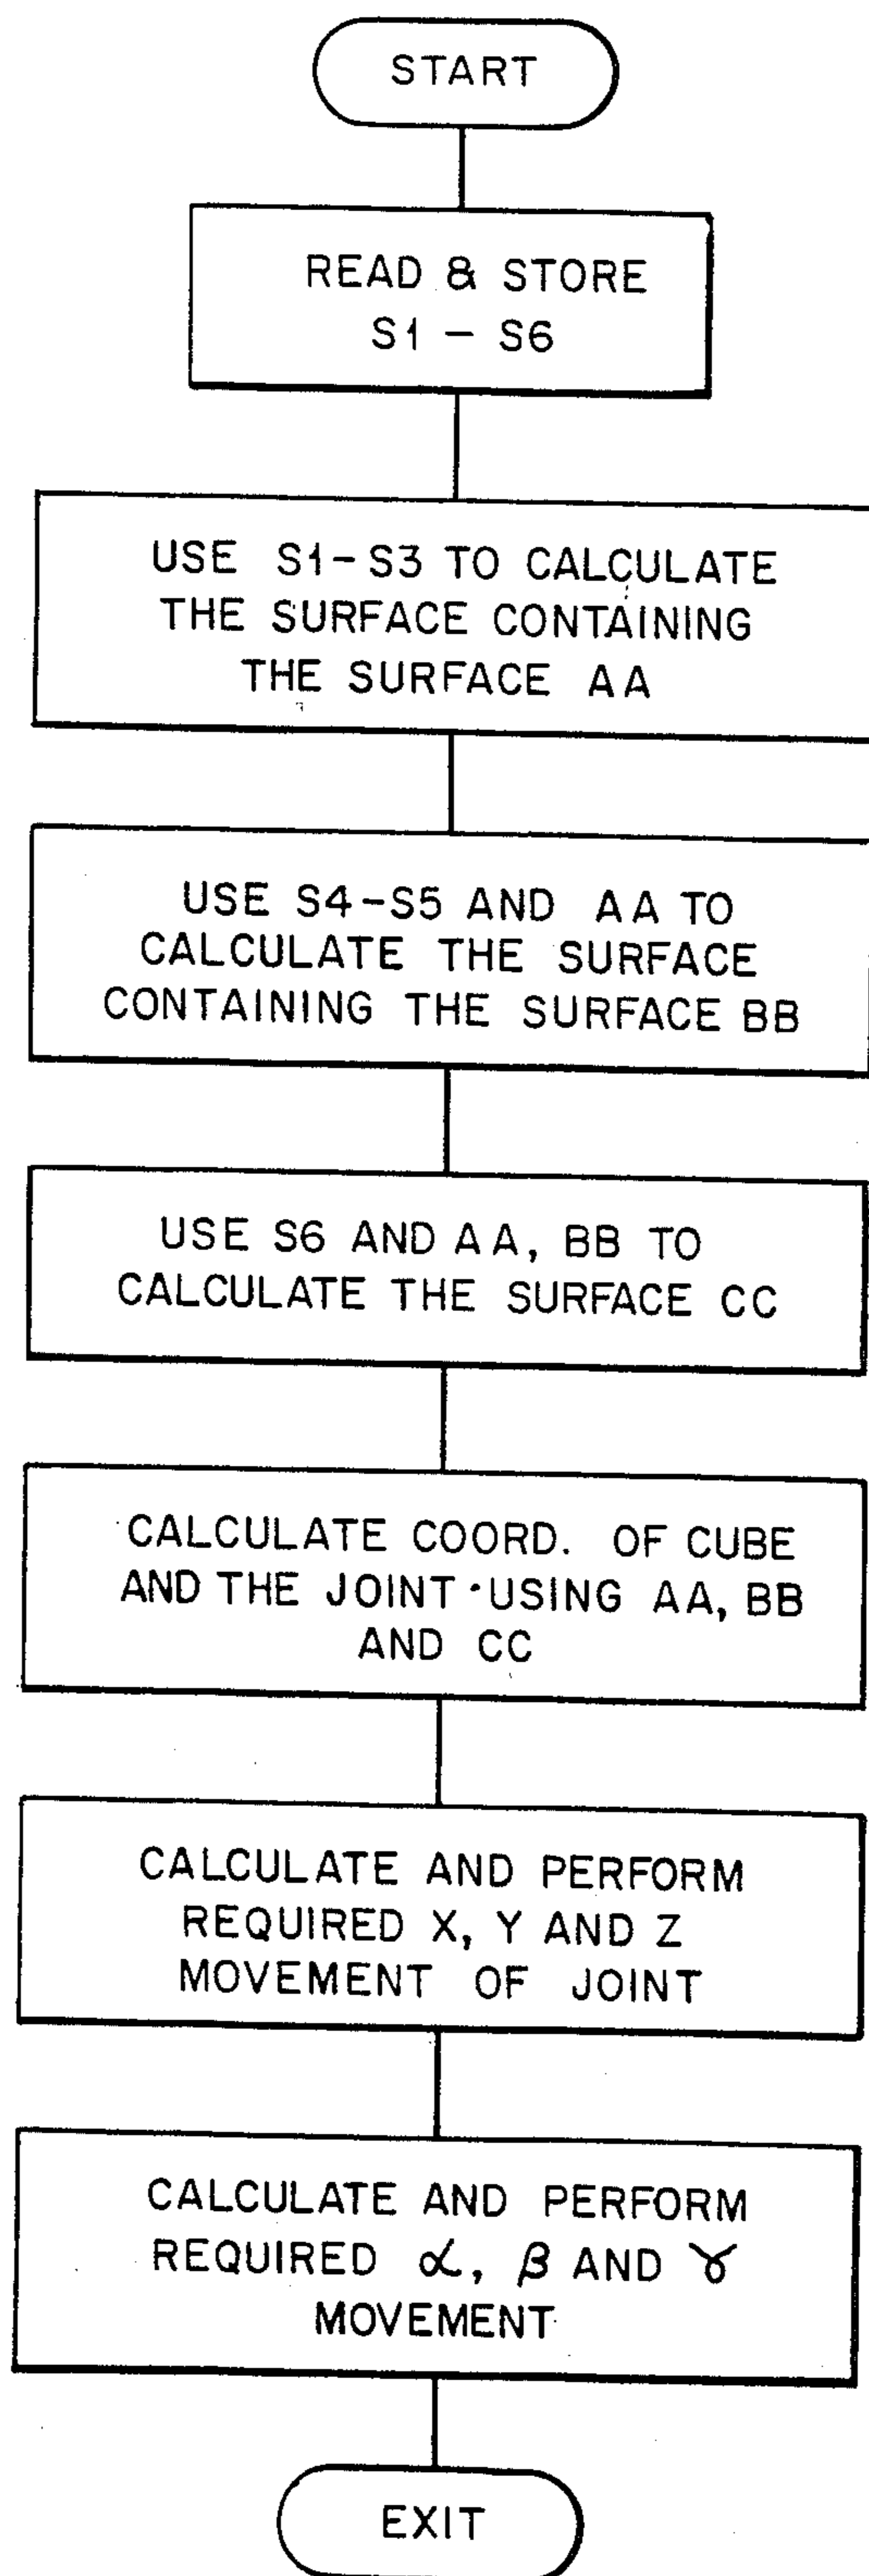 START
READ & STORE
S1 - S6
USE S1-S3 TO CALCULATE
THE SURFACE CONTAINING
THE SURFACE AA
USE S4-S5 AND AA TO
CALCULATE THE SURFACE
CONTAINING THE SURFACE BB
USE S6 AND AA, BB TO
CALCULATE THE SURFACE CC
CALCULATE COORD. OF CUBE
AND THE JOINT USING AA, BB
AND CC
CALCULATE AND PERFORM
REQUIRED X, Y AND Z
MOVEMENT OF JOINT
CALCULATE AND PERFORM
REQUIRED α, β AND γ
MOVEMENT
EXIT